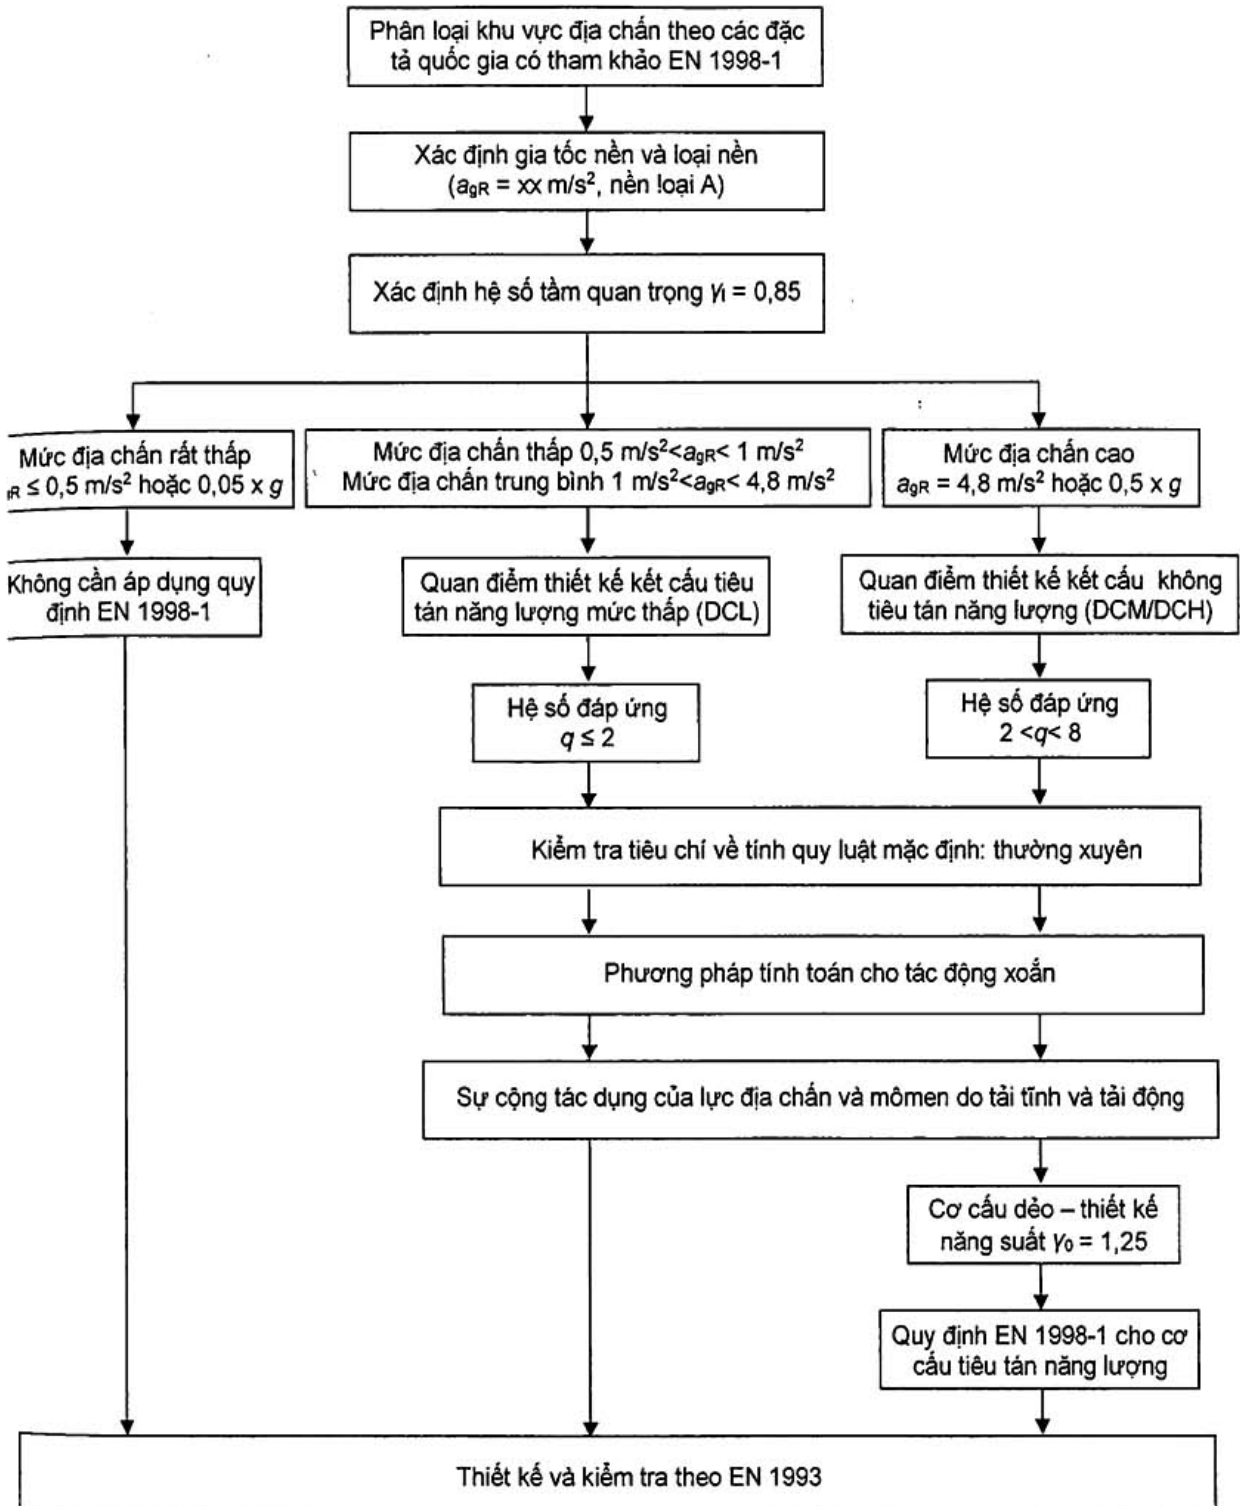 Phân loại khu vực địa chấn theo các đặc
tả quốc gia có tham khảo EN 1998-1
Xác định gia tốc nền và loại nền
(agR = xx m/s², nền loại A)
Xác định hệ số tầm quan trọng γI = 0,85
Mức địa chấn rất thấp
gR ≤ 0,5 m/s² hoặc 0,05 x g
Mức địa chấn thấp 0,5 m/s²<agR< 1 m/s²
Mức địa chấn trung bình 1 m/s²<agR< 4,8 m/s²
Mức địa chấn cao
agR = 4,8 m/s² hoặc 0,5 x g
Không cần áp dụng quy
định EN 1998-1
Quan điểm thiết kế kết cấu tiêu
tán năng lượng mức thấp (DCL)
Quan điểm thiết kế kết cấu không
tiêu tán năng lượng (DCM/DCH)
Hệ số đáp ứng
q ≤ 2
Hệ số đáp ứng
2 <q< 8
Kiểm tra tiêu chí về tính quy luật mặc định: thường xuyên
Phương pháp tính toán cho tác động xoắn
Sự cộng tác dụng của lực địa chấn và mômen do tải tĩnh và tải động
Cơ cấu dẻo – thiết kế
năng suất γ0 = 1,25
Quy định EN 1998-1 cho cơ
cấu tiêu tán năng lượng
Thiết kế và kiểm tra theo EN 1993